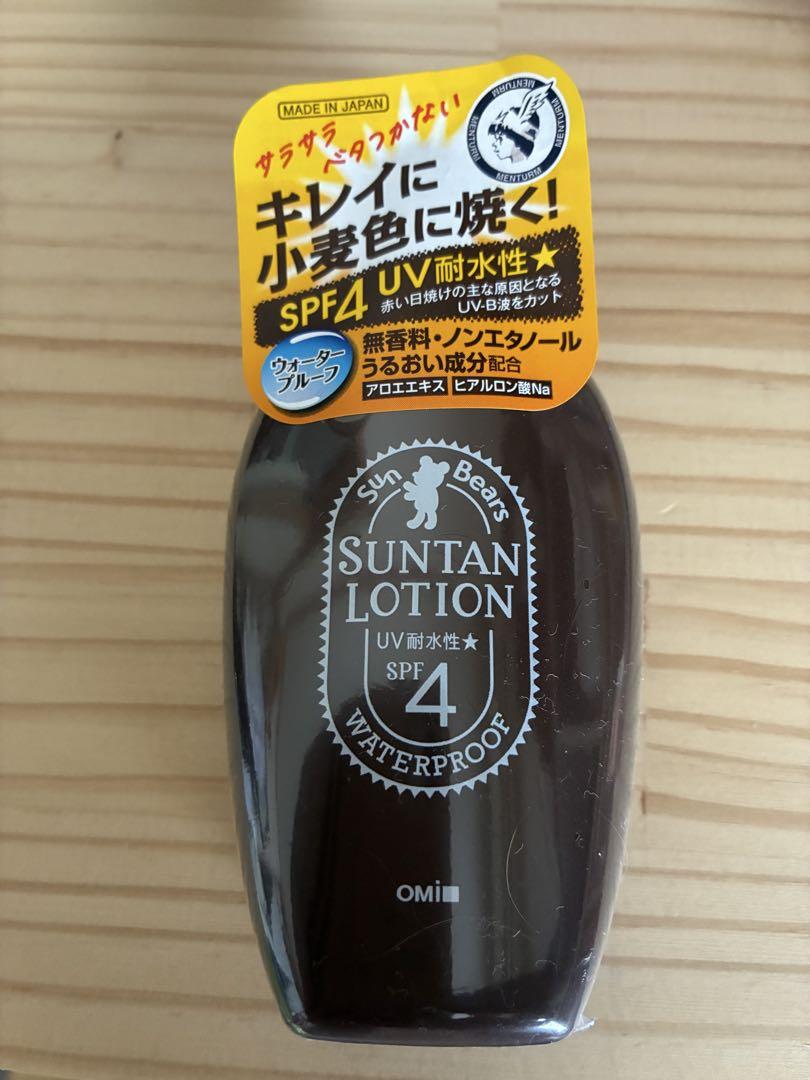 MADE IN JAPAN
サラサラ
ベタつかない
MENTURM
MENTURM
MENTURM
MENTURM
キレイに
小麦色に焼く!
SPF4 UV耐水性★
赤い日焼けの主な原因となる
UV-B波をカット
ウォーター
プルーフ
無香料・ノンエタノール
うるおい成分配合
アロエエキス ヒアルロン酸Na
Sun Bears
SUNTAN
LOTION
UV耐水性★
SPF
4
WATERPROOF
OMi